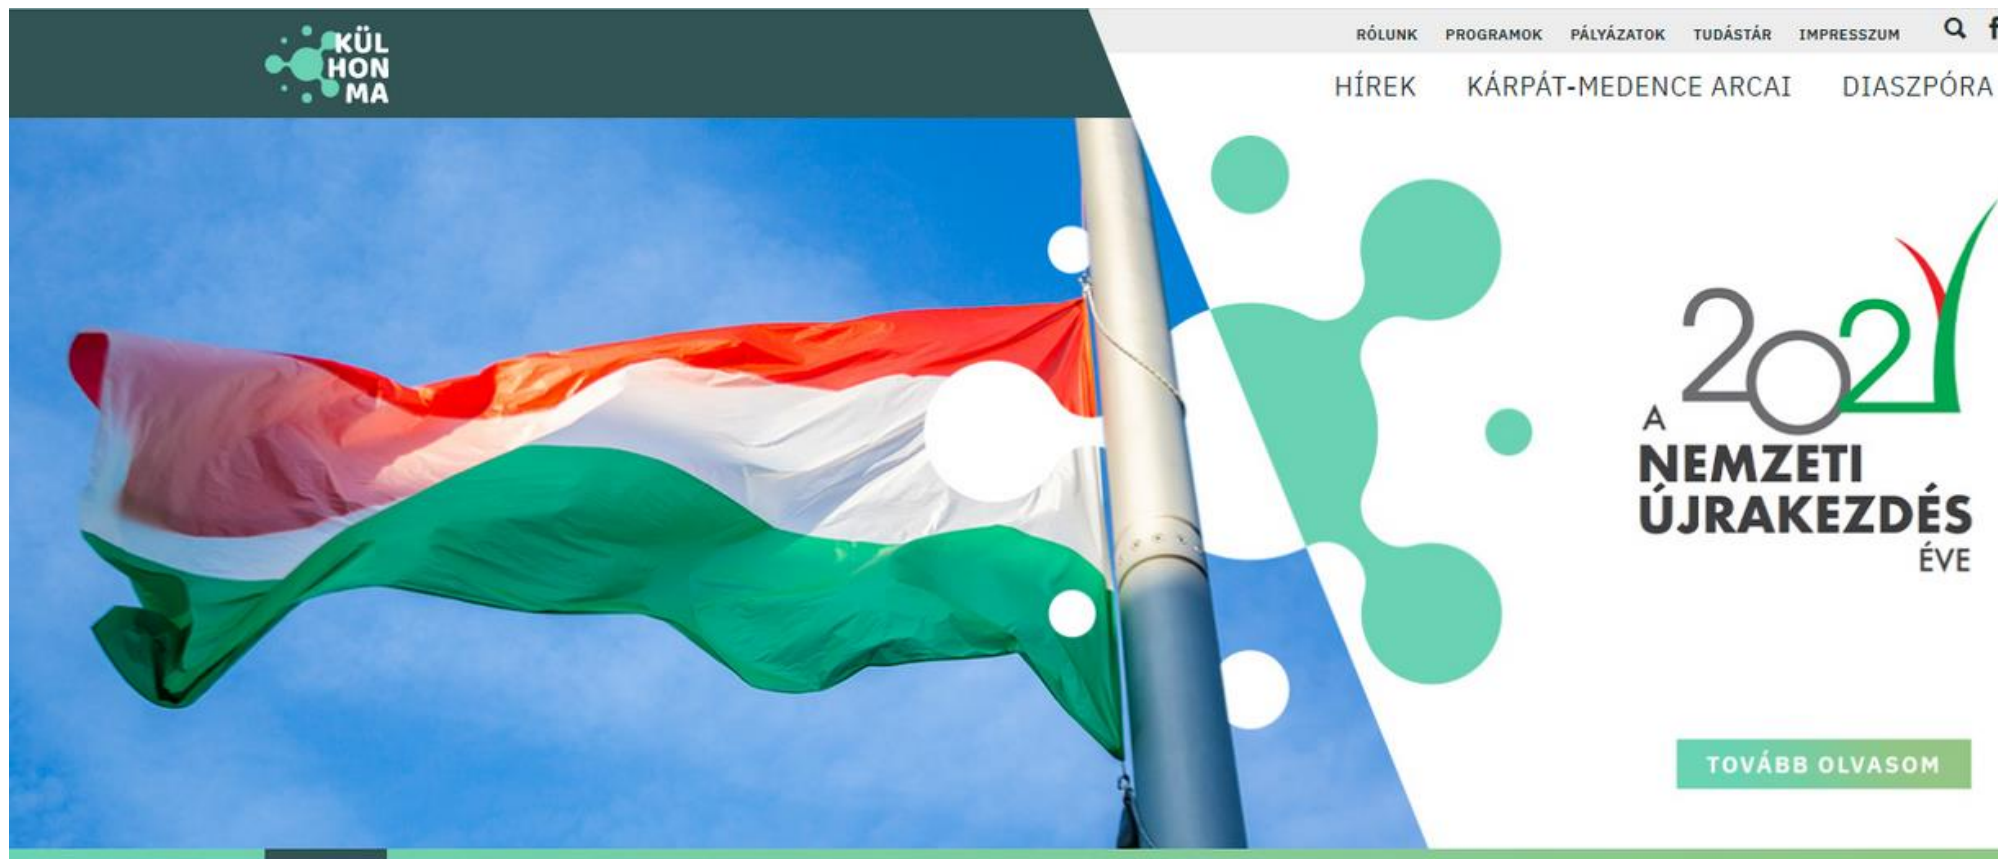 KÜL
HON
MA
RÓLUNK PROGRAMOK PÁLYÁZATOK TUDÁSTÁR IMPRESSZUM
HÍREK KÁRPÁT-MEDENCE ARCAI DIASZPÓRA
2021
A
NEMZETI
ÚJRAKEZDÉS
ÉVE
TOVÁBB OLVASOM